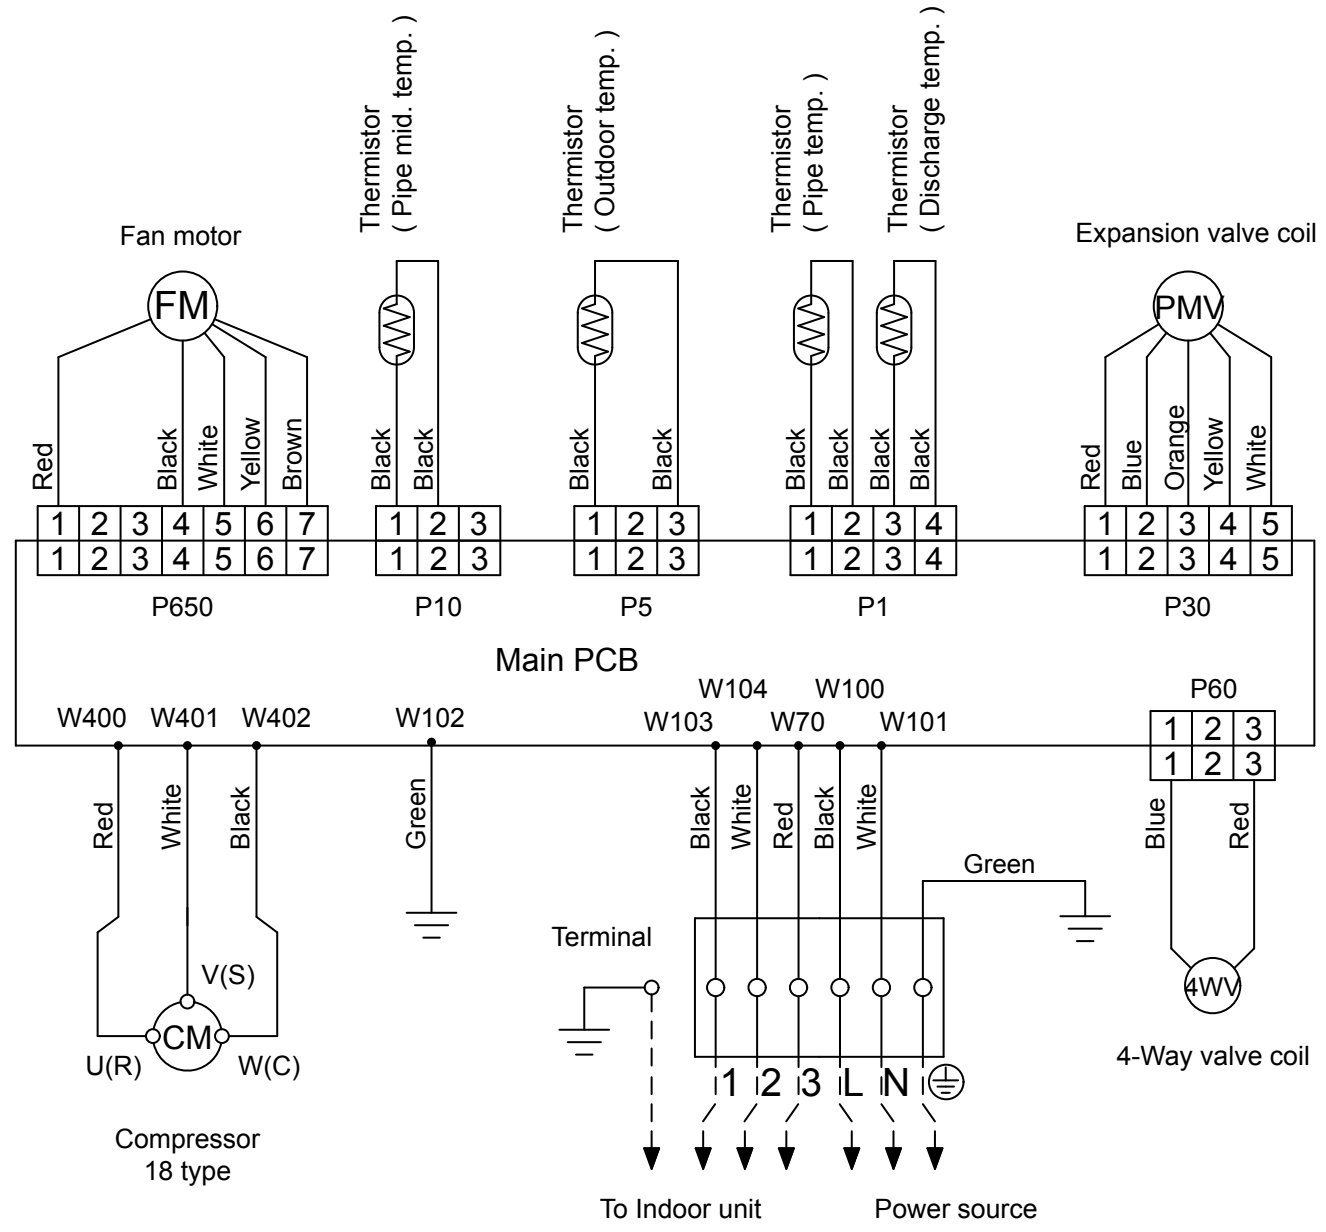 Thermistor
( Pipe mid. temp. )
Thermistor
( Outdoor temp. )
Thermistor
( Pipe temp. )
Thermistor
( Discharge temp. )
Fan motor
Expansion valve coil
FM
PMV
Red
Black
White
Yellow
Brown
Black
Black
Black
Black
Black
Black
Black
Black
Red
Blue
Orange
Yellow
White
1 2 3 4 5 6 7
1 2 3
1 2 3
1 2 3 4
1 2 3 4 5
1 2 3 4 5 6 7
1 2 3
1 2 3
1 2 3 4
1 2 3 4 5
P650
P10
P5
P1
P30
Main PCB
W104
W100
P60
W400
W401
W402
W102
W103
W70
W101
1 2 3
1 2 3
Red
White
Black
Green
Black
White
Red
Black
White
Blue
Red
Green
Terminal
V(S)
CM
U(R)
W(C)
4WV
4-Way valve coil
1 2 3 L N
Compressor
18 type
To Indoor unit
Power source